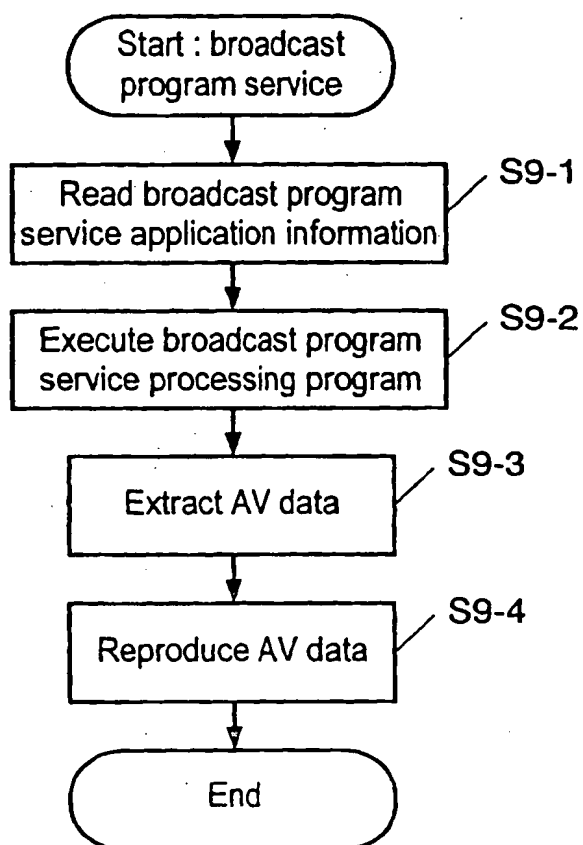 Start : broadcast
program service
S9-1
Read broadcast program
service application information
S9-2
Execute broadcast program
service processing program
S9-3
Extract AV data
S9-4
Reproduce AV data
End